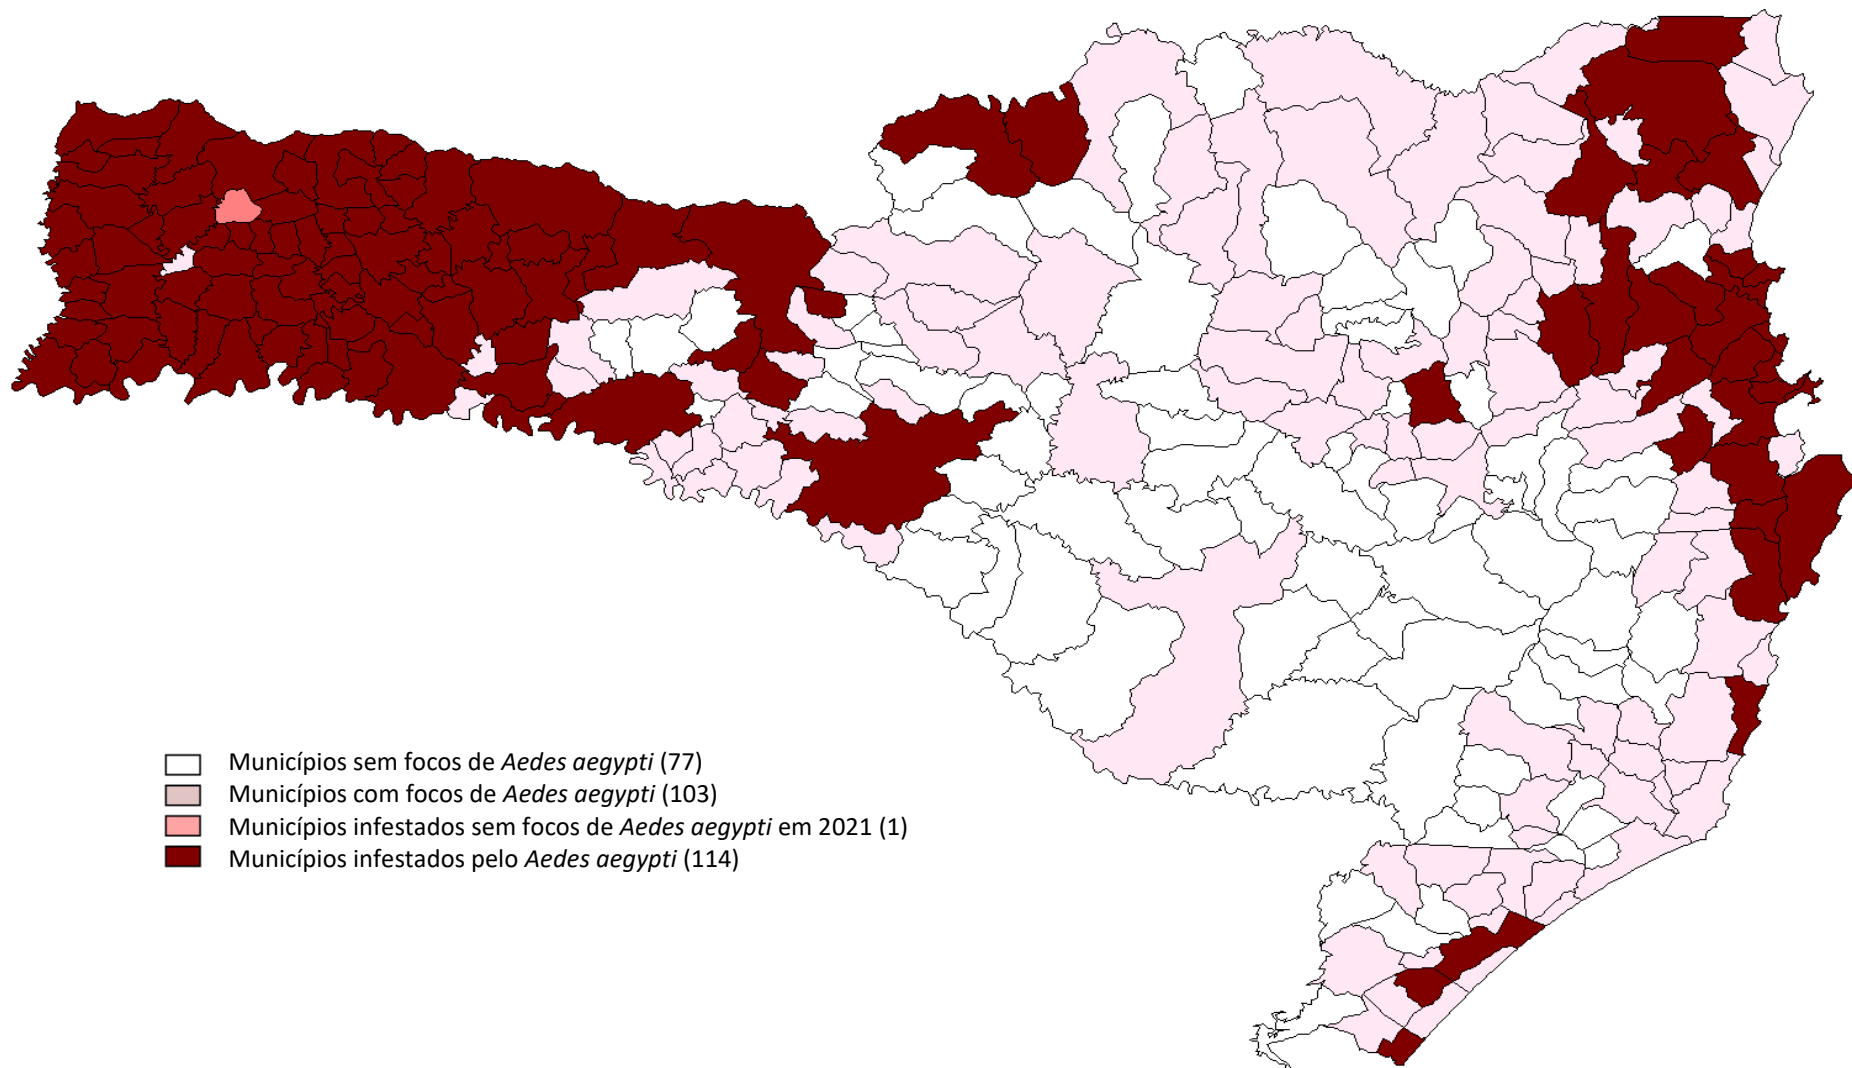 Municípios sem focos de Aedes aegypti (77)
Municípios com focos de Aedes aegypti (103)
Municípios infestados sem focos de Aedes aegypti em 2021 (1)
Municípios infestados pelo Aedes aegypti (114)